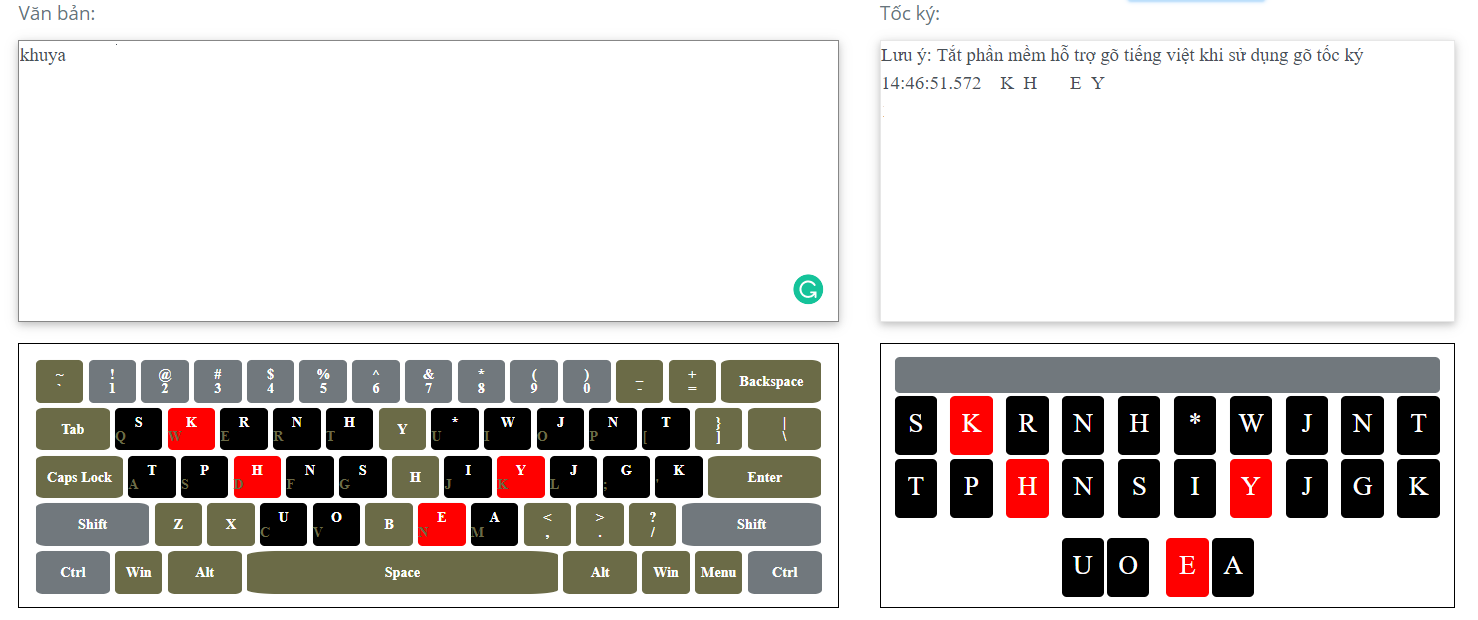 Văn bản:
khuya
Tốc ký:
Lưu ý: Tắt phần mềm hỗ trợ gõ tiếng việt khi sử dụng gõ tốc ký
14:46:51.572 K H E Y
~ ! @ # $ % ^ & * ( ) _ +
` 1 2 3 4 5 6 7 8 9 0 - = Backspace
Tab S K R N H Y * W J N T } |
Q W E R T U I O P [ ] \
Caps Lock T P H N S H I Y J G K Enter
A S D F G J K L ; '
Shift Z X U O B E A < > ? Shift
C V N M , . /
Ctrl Win Alt Space Alt Win Menu Ctrl
S K R N H * W J N T
T P H N S I Y J G K
U O E A